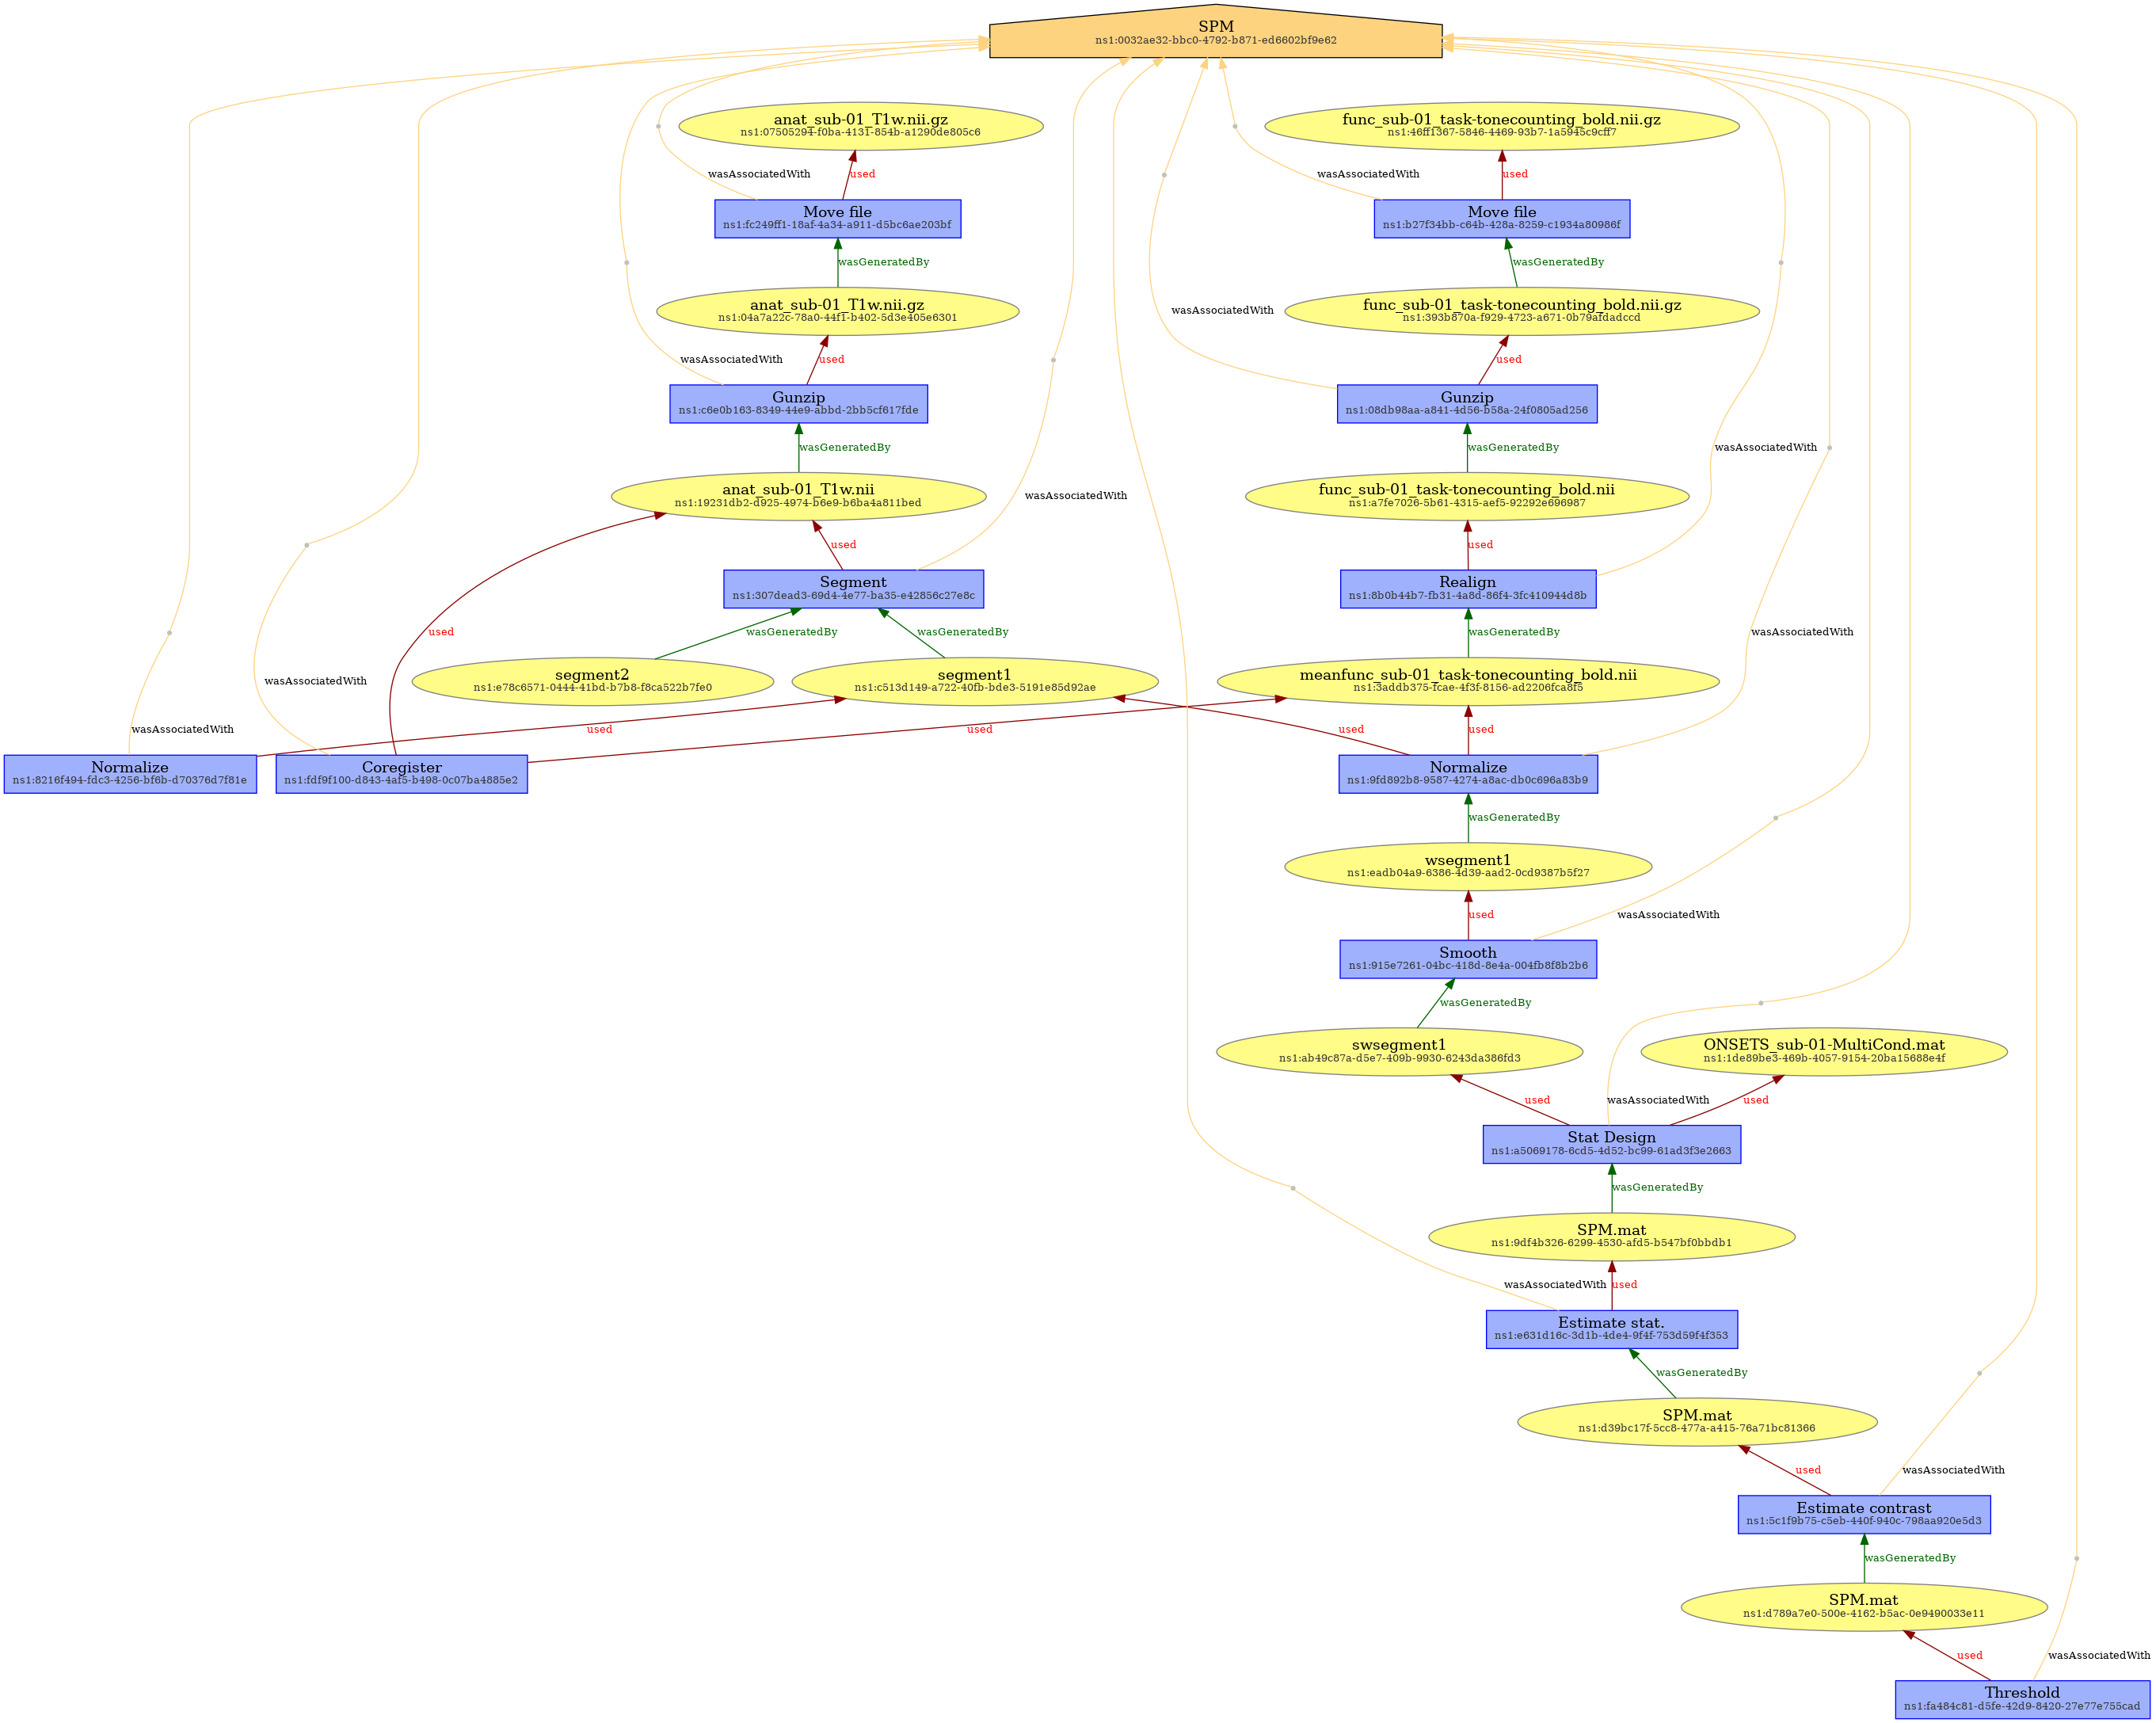 SPM
ns1:0032ae32-bbc0-4792-b871-ed6602bf9e62
anat_sub-01_T1w.nii.gz
ns1:07505294-f0ba-4131-854b-a1290de805c6
func_sub-01_task-tonecounting_bold.nii.gz
ns1:46ff1367-5846-4469-93b7-1a5945c9cff7
wasAssociatedWith
used
wasAssociatedWith
used
Move file
ns1:fc249ff1-18af-4a34-a911-d5bc6ae203bf
Move file
ns1:b27f34bb-c64b-428a-8259-c1934a80986f
wasGeneratedBy
wasGeneratedBy
anat_sub-01_T1w.nii.gz
ns1:04a7a22c-78a0-44f1-b402-5d3e405e6301
wasAssociatedWith
func_sub-01_task-tonecounting_bold.nii.gz
ns1:393b870a-f929-4723-a671-0b79afdadccd
wasAssociatedWith
used
used
Gunzip
ns1:c6e0b163-8349-44e9-abbd-2bb5cf617fde
Gunzip
ns1:08db98aa-a841-4d56-b58a-24f0805ad256
wasGeneratedBy
wasGeneratedBy
wasAssociatedWith
anat_sub-01_T1w.nii
ns1:19231db2-d925-4974-b6e9-b6ba4a811bed
wasAssociatedWith
func_sub-01_task-tonecounting_bold.nii
ns1:a7fe7026-5b61-4315-aef5-92292e696987
used
used
Segment
ns1:307dead3-69d4-4e77-ba35-e42856c27e8c
Realign
ns1:8b0b44b7-fb31-4a8d-86f4-3fc410944d8b
used
wasGeneratedBy
wasGeneratedBy
wasGeneratedBy
wasAssociatedWith
wasAssociatedWith
segment2
ns1:e78c6571-0444-41bd-b7b8-f8ca522b7fe0
segment1
ns1:c513d149-a722-40fb-bde3-5191e85d92ae
meanfunc_sub-01_task-tonecounting_bold.nii
ns1:3addb375-fcae-4f3f-8156-ad2206fca8f5
wasAssociatedWith
used
used
used
used
Normalize
ns1:8216f494-fdc3-4256-bf6b-d70376d7f81e
Coregister
ns1:fdf9f100-d843-4af5-b498-0c07ba4885e2
Normalize
ns1:9fd892b8-9587-4274-a8ac-db0c696a83b9
wasGeneratedBy
wsegment1
ns1:eadb04a9-6386-4d39-aad2-0cd9387b5f27
used
wasAssociatedWith
Smooth
ns1:915e7261-04bc-418d-8e4a-004fb8f8b2b6
wasGeneratedBy
swsegment1
ns1:ab49c87a-d5e7-409b-9930-6243da386fd3
ONSETS_sub-01-MultiCond.mat
ns1:1de89be3-469b-4057-9154-20ba15688e4f
used
wasAssociatedWith
used
Stat Design
ns1:a5069178-6cd5-4d52-bc99-61ad3f3e2663
wasGeneratedBy
SPM.mat
ns1:9df4b326-6299-4530-afd5-b547bf0bbdb1
wasAssociatedWith
used
Estimate stat.
ns1:e631d16c-3d1b-4de4-9f4f-753d59f4f353
wasGeneratedBy
SPM.mat
ns1:d39bc17f-5cc8-477a-a415-76a71bc81366
used
wasAssociatedWith
Estimate contrast
ns1:5c1f9b75-c5eb-440f-940c-798aa920e5d3
wasGeneratedBy
SPM.mat
ns1:d789a7e0-500e-4162-b5ac-0e9490033e11
used
wasAssociatedWith
Threshold
ns1:fa484c81-d5fe-42d9-8420-27e77e755cad